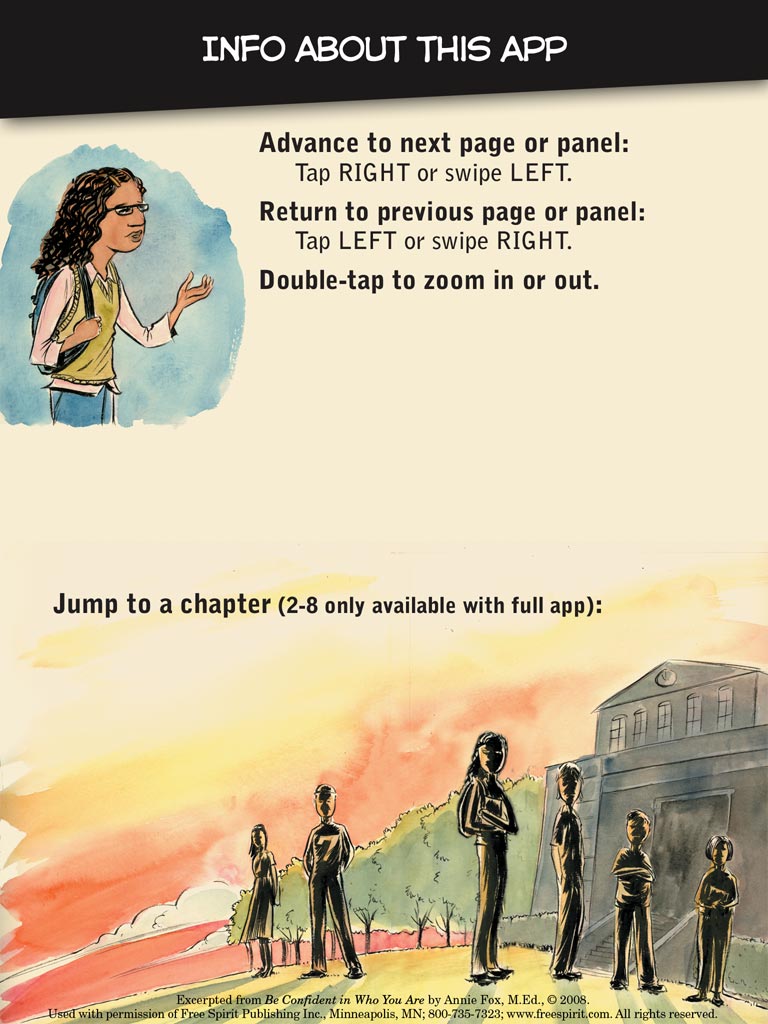 INFO ABOUT THIS APP
Advance to next page or panel:
Tap RIGHT or swipe LEFT.
Return to previous page or panel:
Tap LEFT or swipe RIGHT.
Double-tap to zoom in or out.
Jump to a chapter (2-8 only available with full app):
Excerpted from Be Confident in Who You Are by Annie Fox, M.Ed., © 2008.
Used with permission of Free Spirit Publishing Inc., Minneapolis, MN; 800-735-7323; www.freespirit.com. All rights reserved.